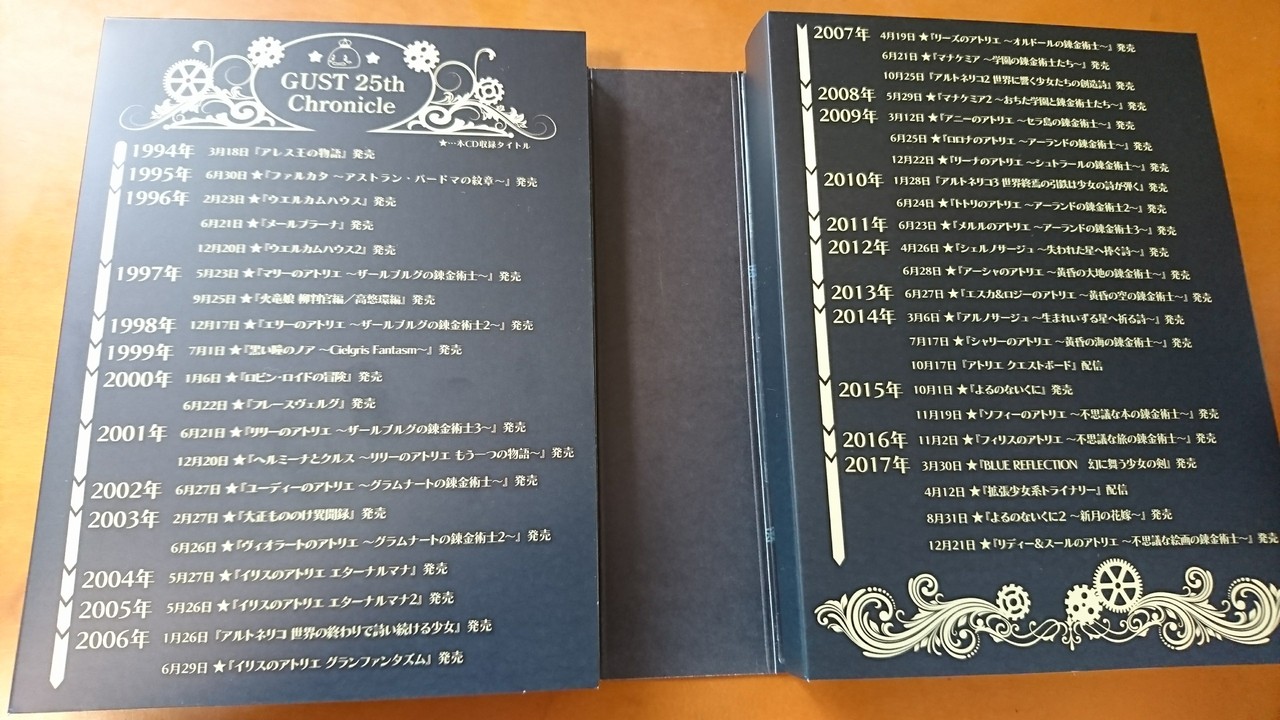 GUST 25th
Chronicle
★…本CD収録タイトル
1994年 3月18日『アレス王の物語』発売
1995年 6月30日 ★『ファルカタ ～アストラン・パードマの紋章～』発売
1996年 2月23日 ★『ウエルカムハウス』発売
6月21日 ★『メールプラーナ』発売
12月20日 ★『ウエルカムハウス2』発売
1997年 5月23日 ★『マリーのアトリエ ～ザールブルグの錬金術士～』発売
9月25日 ★『火竜娘 柳判官編／高悠環編』発売
1998年 12月17日 ★『エリーのアトリエ ～ザールブルグの錬金術士2～』発売
1999年 7月1日 ★『黒い瞳のノア ～Cielgris Fantasm～』発売
2000年 1月6日 ★『ロビン・ロイドの冒険』発売
6月22日 ★『フレースヴェルグ』発売
2001年 6月21日 ★『リリーのアトリエ ～ザールブルグの錬金術士3～』発売
12月20日 ★『ヘルミーナとクルス ～リリーのアトリエ もう一つの物語～』発売
2002年 6月27日 ★『ユーディーのアトリエ ～グラムナートの錬金術士～』発売
2003年 2月27日 ★『大正もののけ異聞録』発売
6月26日 ★『ヴィオラートのアトリエ ～グラムナートの錬金術士2～』発売
2004年 5月27日 ★『イリスのアトリエ エターナルマナ』発売
2005年 5月26日 ★『イリスのアトリエ エターナルマナ2』発売
2006年 1月26日『アルトネリコ 世界の終わりで詩い続ける少女』発売
6月29日 ★『イリスのアトリエ グランファンタズム』発売
2007年 4月19日 ★『リーズのアトリエ ～オルドールの錬金術士～』発売
6月21日 ★『マナケミア ～学園の錬金術士たち～』発売
10月25日『アルトネリコ2 世界に響く少女たちの創造詩』発売
2008年 5月29日 ★『マナケミア2 ～おちた学園と錬金術士たち～』発売
2009年 3月12日 ★『アニーのアトリエ ～セラ島の錬金術士～』発売
6月25日 ★『ロロナのアトリエ ～アーランドの錬金術士～』発売
12月22日 ★『リーナのアトリエ ～シュトラールの錬金術士～』発売
2010年 1月28日『アルトネリコ3 世界終焉の引鉄は少女の詩が弾く』発売
6月24日 ★『トトリのアトリエ ～アーランドの錬金術士2～』発売
2011年 6月23日 ★『メルルのアトリエ ～アーランドの錬金術士3～』発売
2012年 4月26日 ★『シェルノサージュ ～失われた星へ捧ぐ詩～』発売
6月28日 ★『アーシャのアトリエ ～黄昏の大地の錬金術士～』発売
2013年 6月27日 ★『エスカ&ロジーのアトリエ ～黄昏の空の錬金術士～』発売
2014年 3月6日 ★『アルノサージュ ～生まれいずる星へ祈る詩～』発売
7月17日 ★『シャリーのアトリエ ～黄昏の海の錬金術士～』発売
10月17日『アトリエ クエストボード』配信
2015年 10月1日 ★『よるのないくに』発売
11月19日 ★『ソフィーのアトリエ ～不思議な本の錬金術士～』発売
2016年 11月2日 ★『フィリスのアトリエ ～不思議な旅の錬金術士～』発売
2017年 3月30日 ★『BLUE REFLECTION 幻に舞う少女の剣』発売
4月12日 ★『拡張少女系トライナリー』配信
8月31日 ★『よるのないくに2 ～新月の花嫁～』発売
12月21日 ★『リディー&スールのアトリエ ～不思議な絵画の錬金術士～』発売